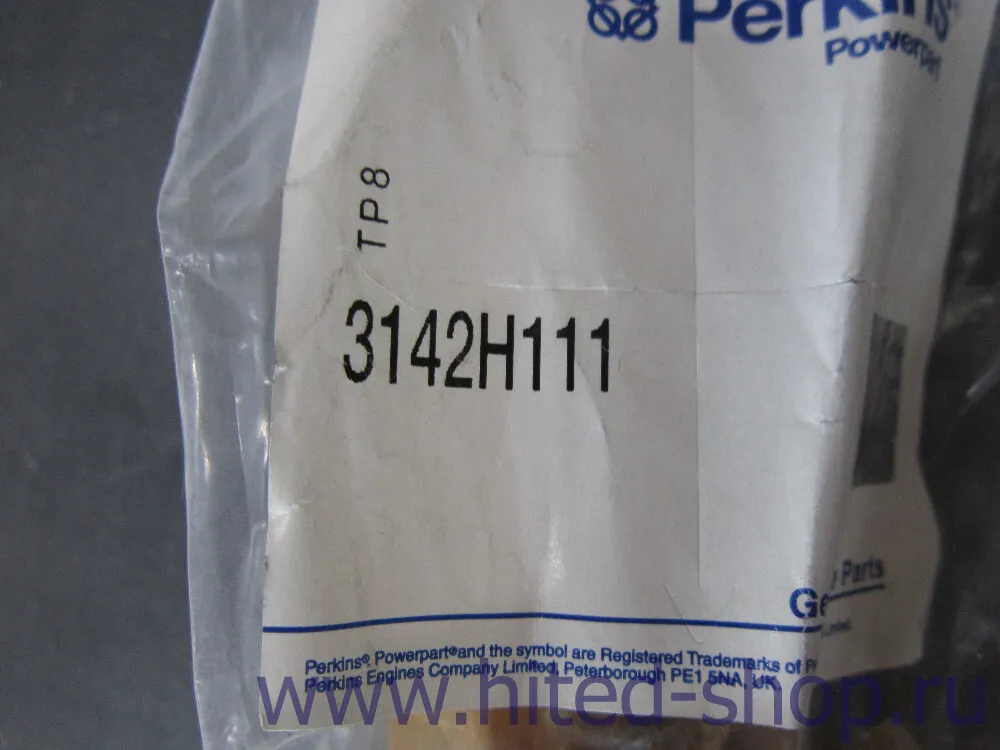 Perkins
Powerpart
TP8
3142H111
Parts
Perkins® Powerpart® and the symbol are Registered Trademarks of
Perkins Engines Company Limited, Peterborough PE1 5NA, UK
www.hited-shop.ru